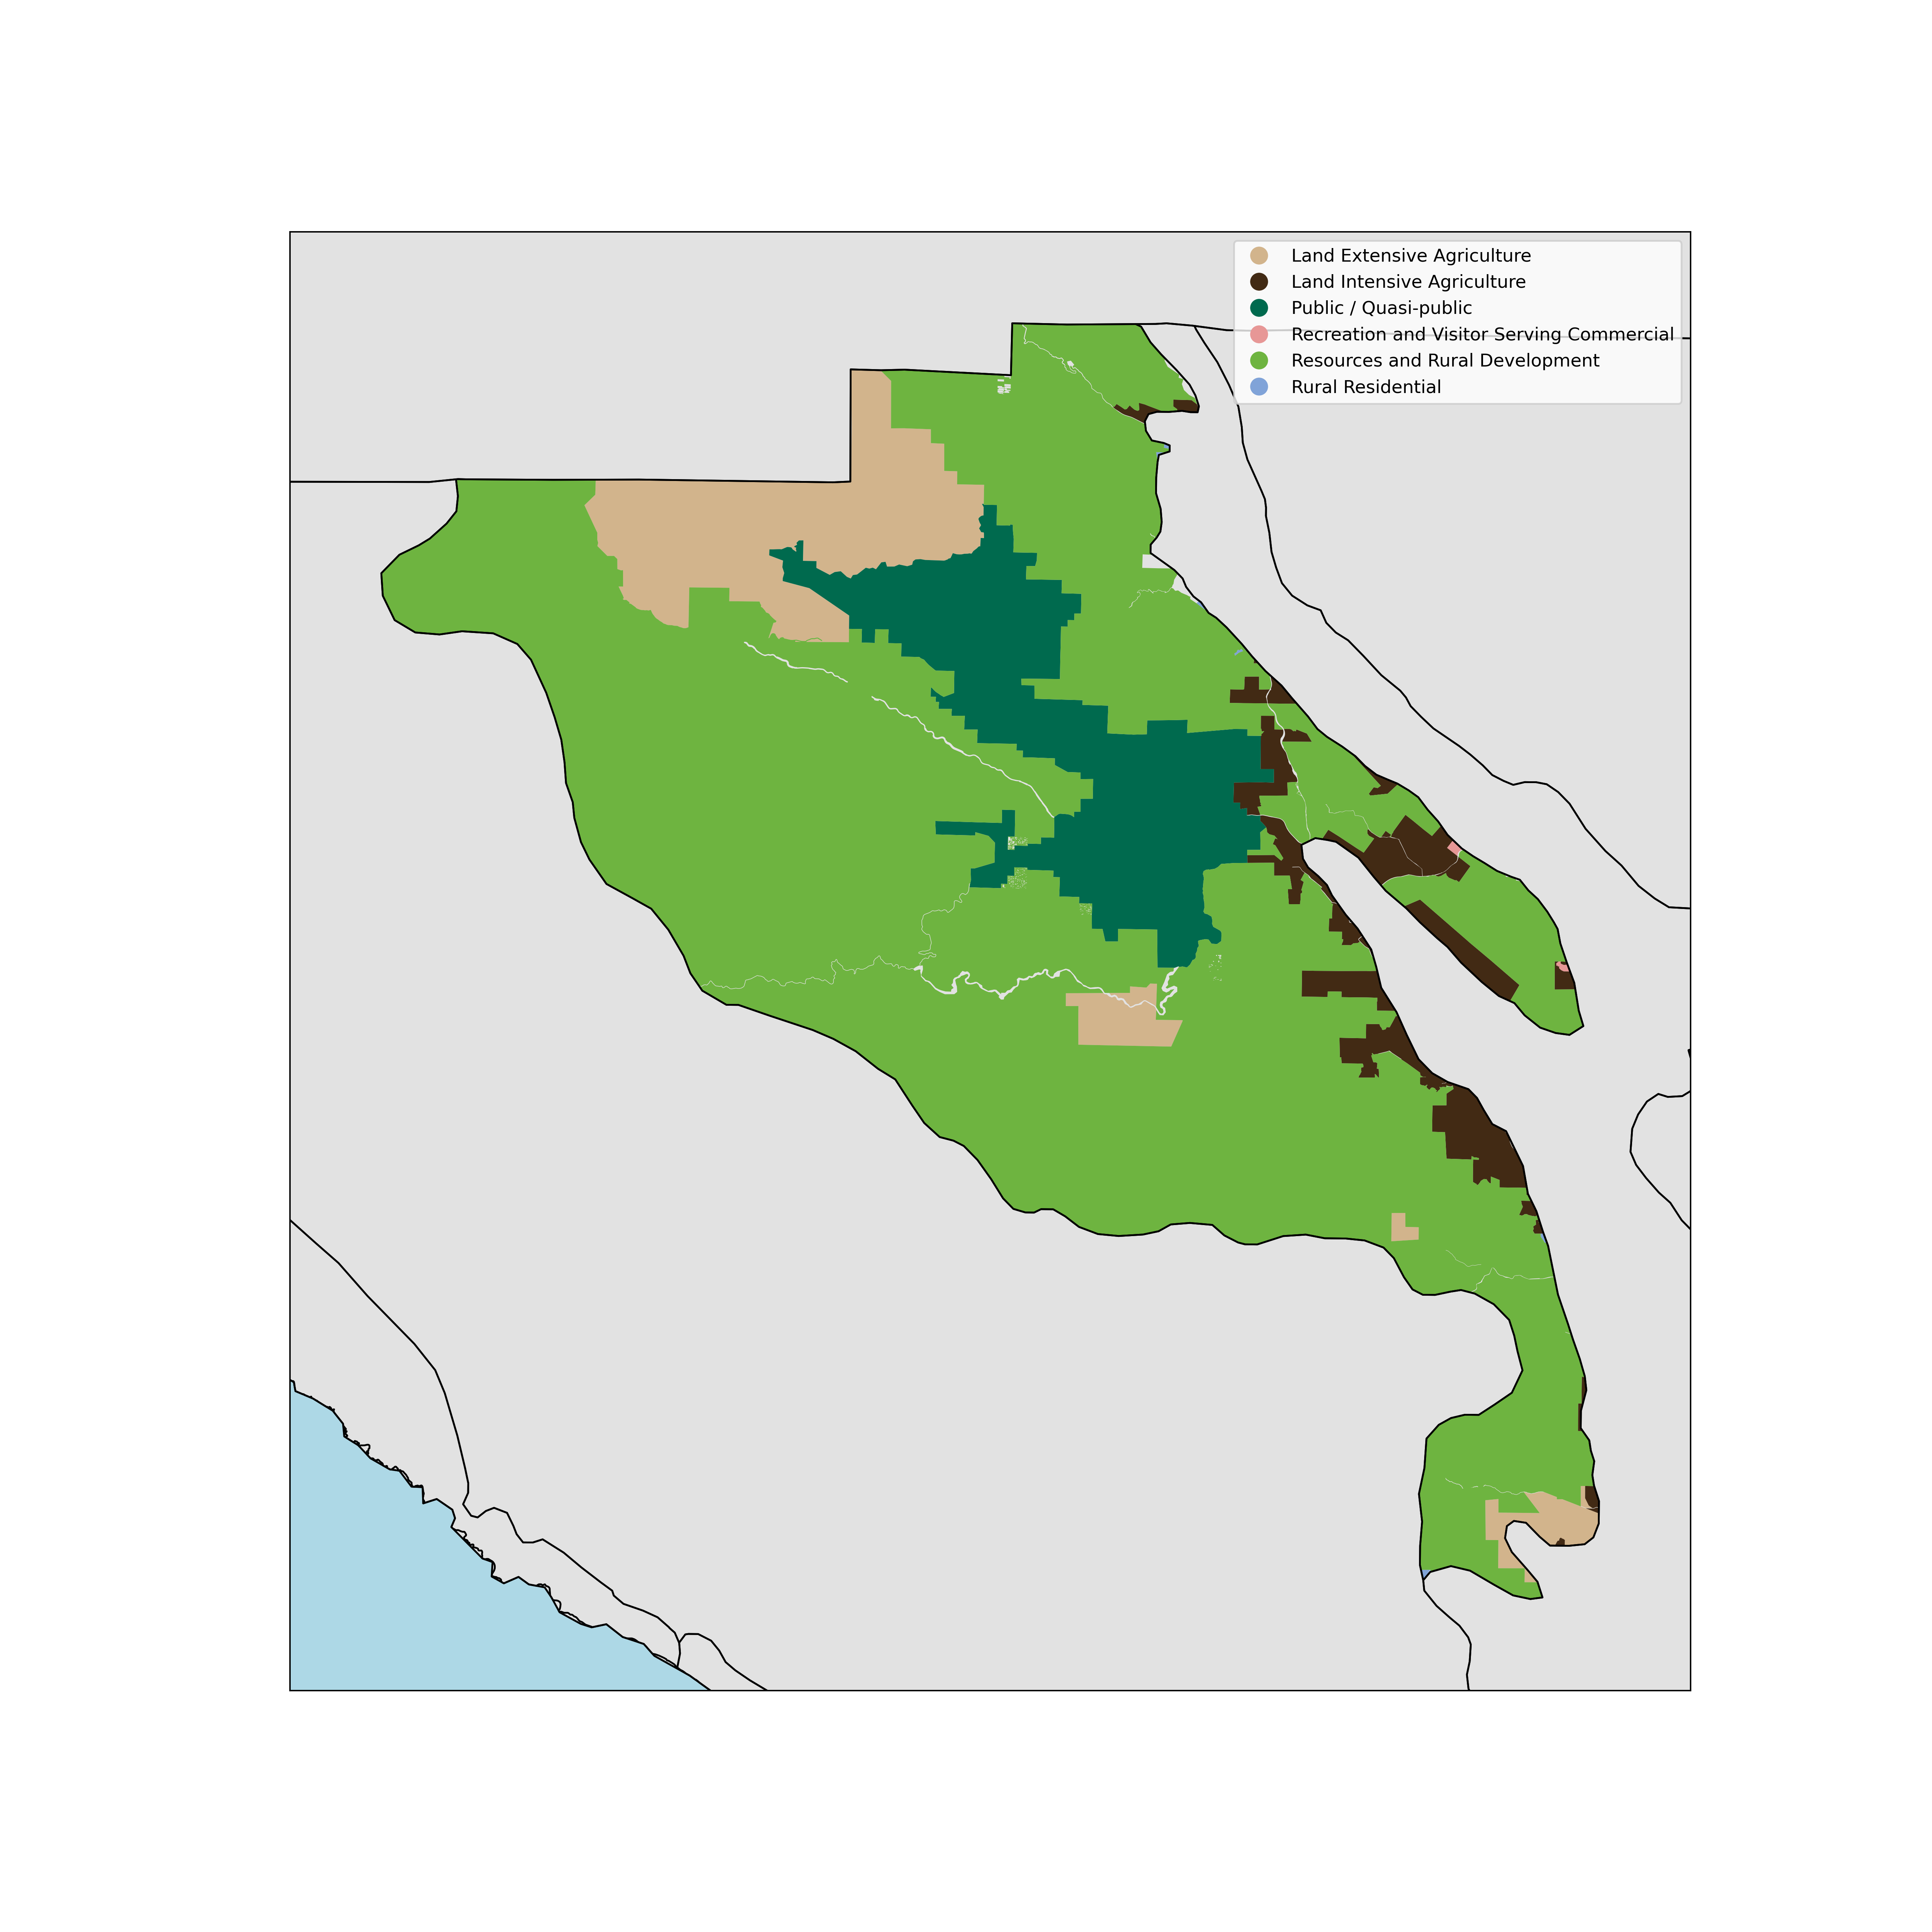 Land Extensive Agriculture
Land Intensive Agriculture
Public / Quasi-public
Recreation and Visitor Serving Commercial
Resources and Rural Development
Rural Residential